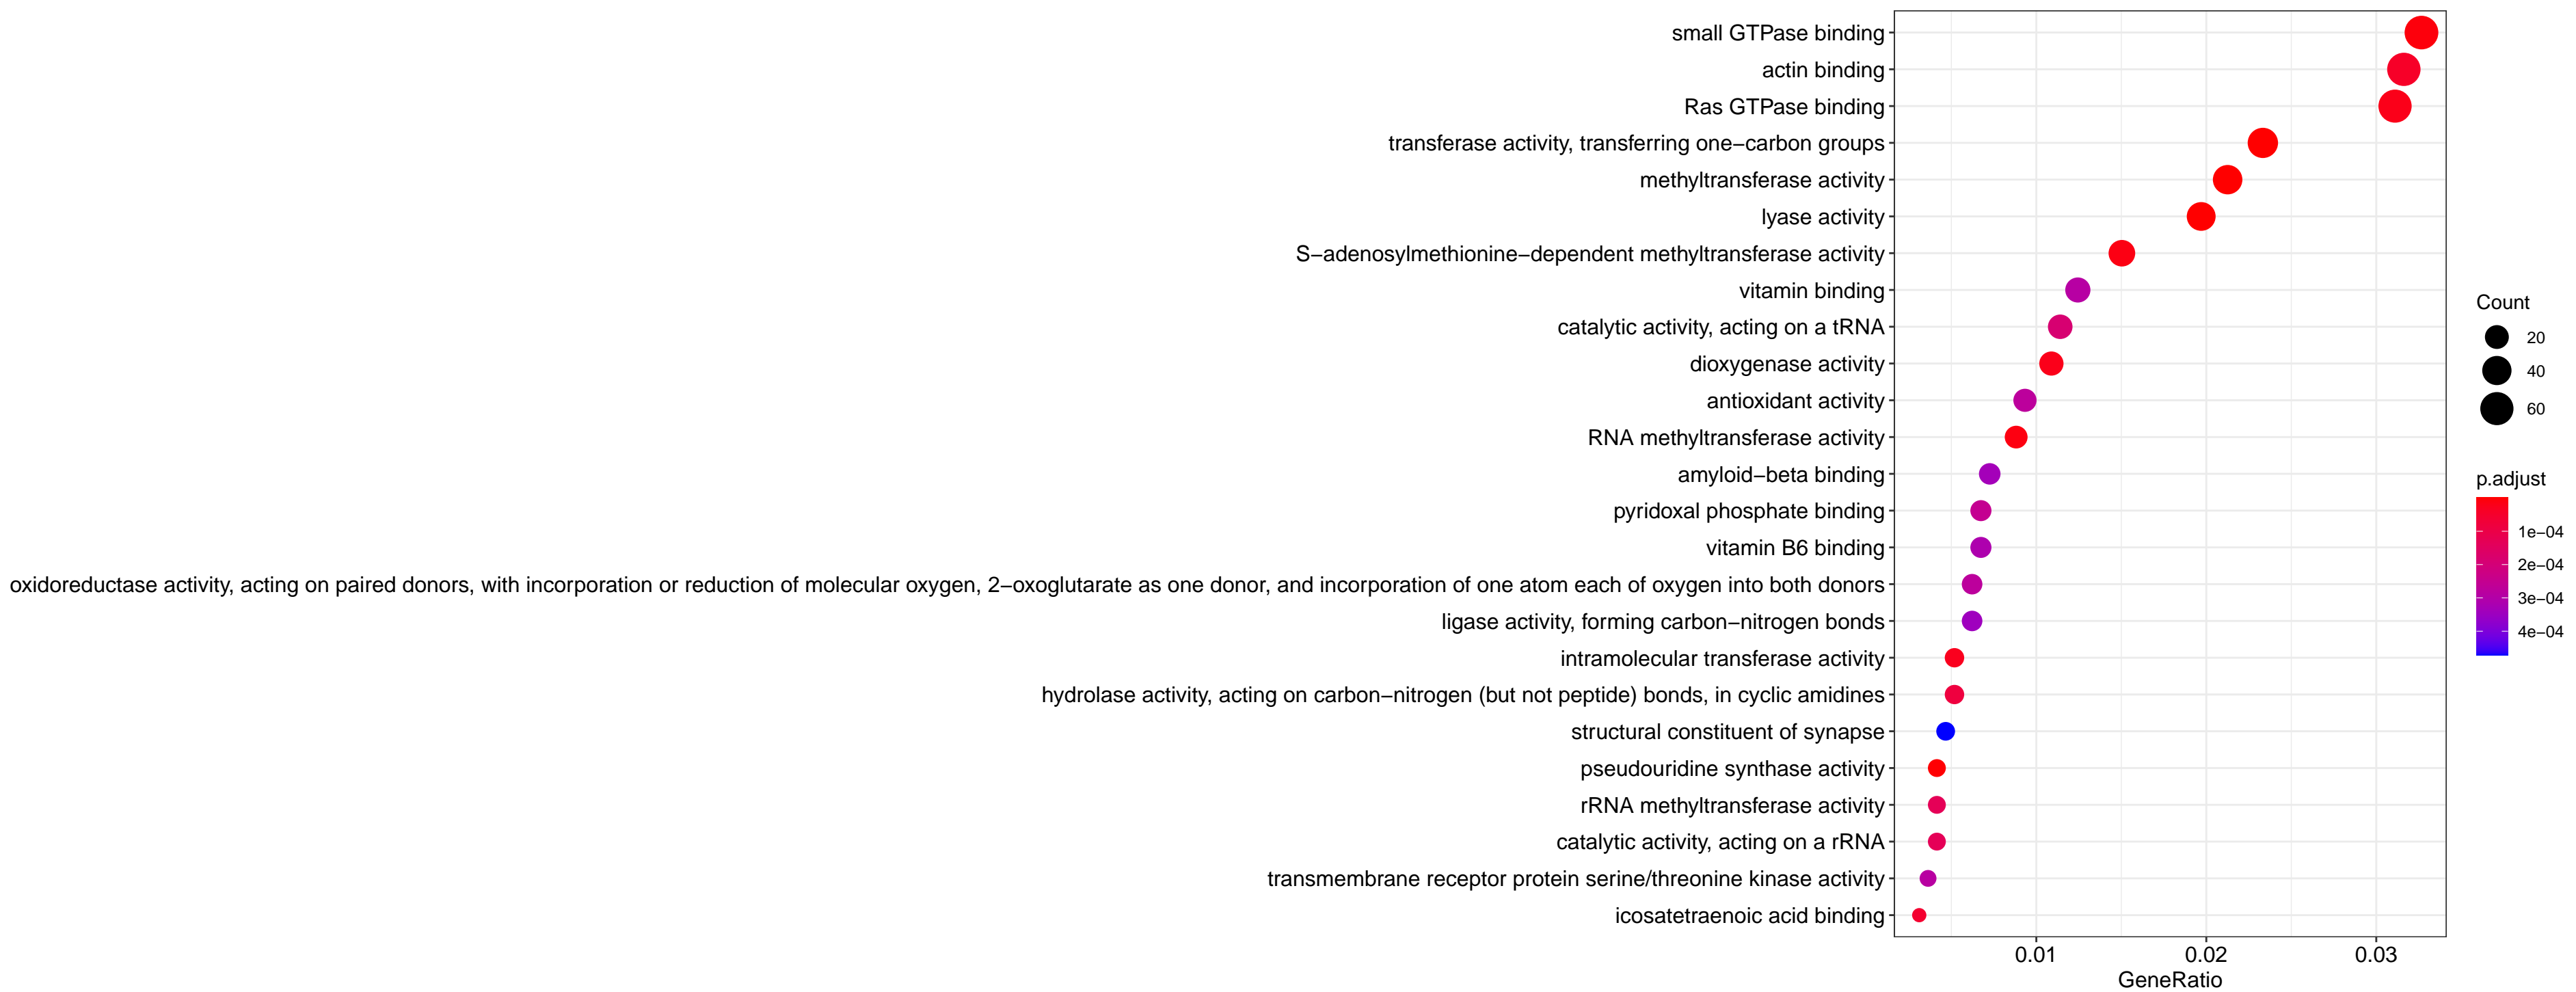 small GTPase binding
actin binding
Ras GTPase binding
transferase activity, transferring one−carbon groups
methyltransferase activity
lyase activity
S−adenosylmethionine−dependent methyltransferase activity
vitamin binding
catalytic activity, acting on a tRNA
dioxygenase activity
antioxidant activity
RNA methyltransferase activity
amyloid−beta binding
pyridoxal phosphate binding
vitamin B6 binding
oxidoreductase activity, acting on paired donors, with incorporation or reduction of molecular oxygen, 2−oxoglutarate as one donor, and incorporation of one atom each of oxygen into both donors
ligase activity, forming carbon−nitrogen bonds
intramolecular transferase activity
hydrolase activity, acting on carbon−nitrogen (but not peptide) bonds, in cyclic amidines
structural constituent of synapse
pseudouridine synthase activity
rRNA methyltransferase activity
catalytic activity, acting on a rRNA
transmembrane receptor protein serine/threonine kinase activity
icosatetraenoic acid binding
0.01 0.02 0.03
GeneRatio
Count
20
40
60
p.adjust
1e−04
2e−04
3e−04
4e−04